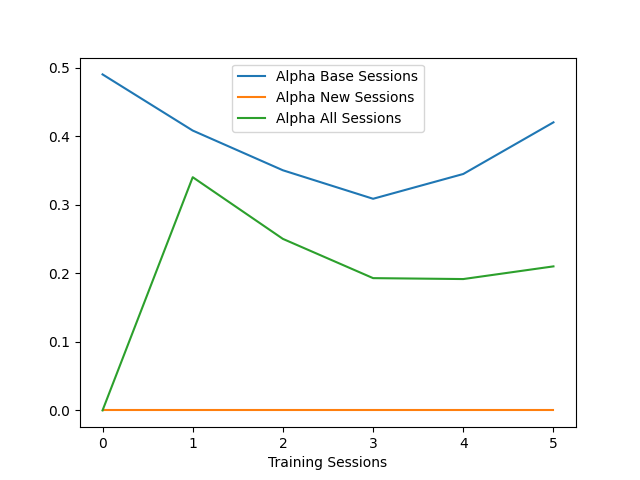 0.5
0.4
0.3
0.2
0.1
0.0
Alpha Base Sessions
Alpha New Sessions
Alpha All Sessions
0 1 2 3 4 5
Training Sessions